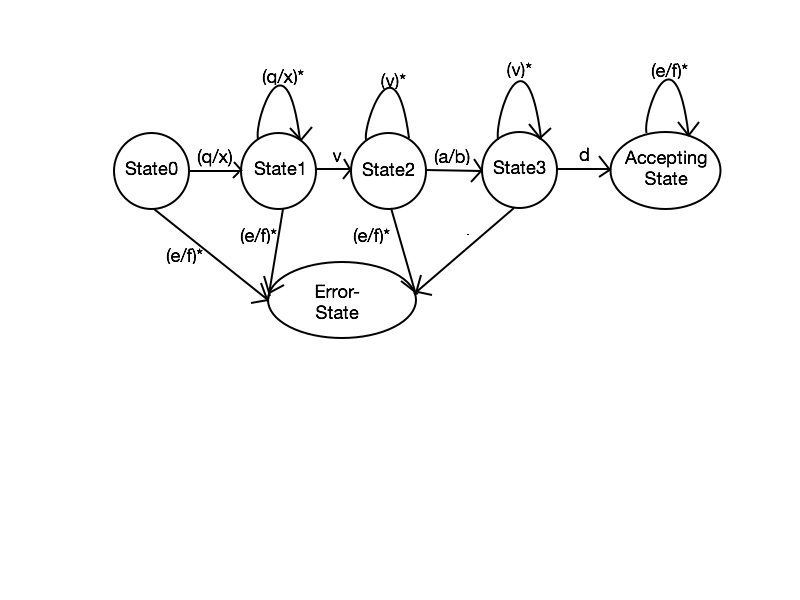 (q/x)*
(v)*
(v)*
(e/f)*
State0
(q/x)
State1
v
State2
(a/b)
State3
d
Accepting
State
(e/f)*
(e/f)*
(e/f)*
.
Error-
State